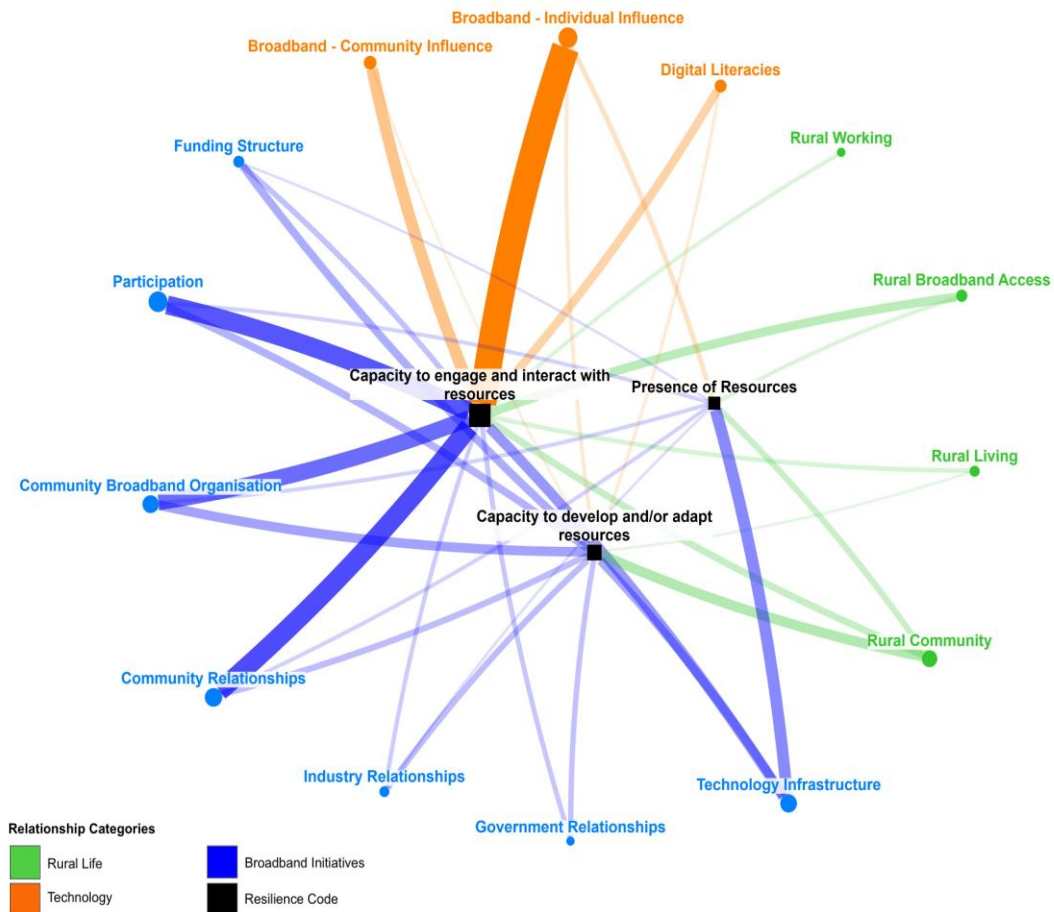 Broadband - Individual Influence
Broadband - Community Influence
Digital Literacies
Rural Working
Funding Structure
Participation
Rural Broadband Access
Capacity to engage and interact with
resources
Presence of Resources
Rural Living
Community Broadband Organisation
Capacity to develop and/or adapt
resources
Rural Community
Community Relationships
Industry Relationships
Technology Infrastructure
Government Relationships
Relationship Categories
Rural Life
Broadband Initiatives
Technology
Resilience Code